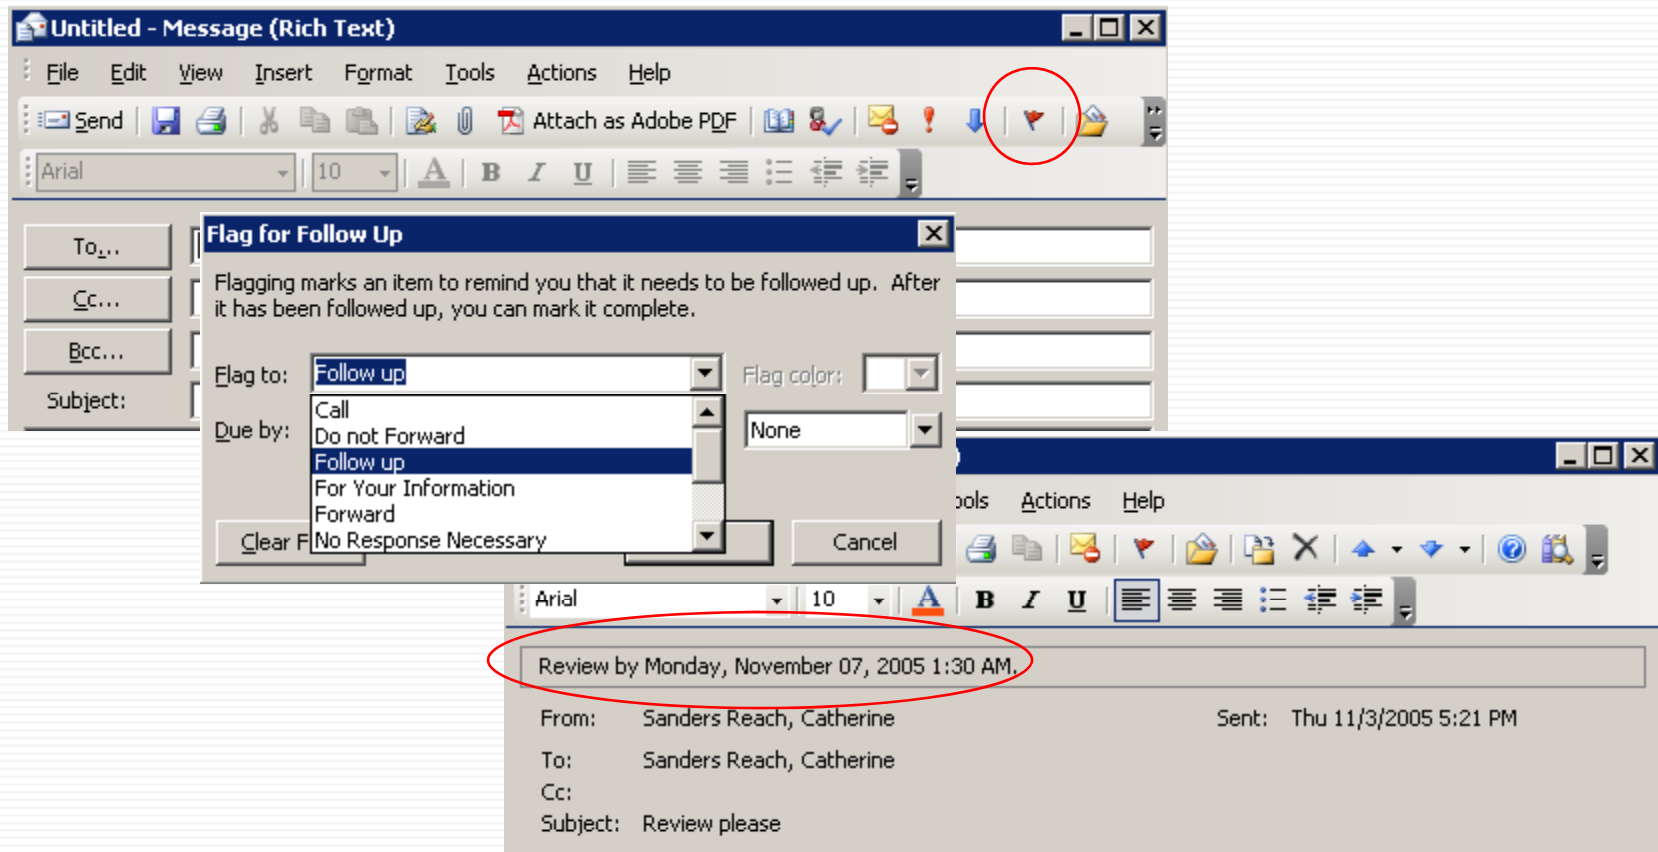 Untitled - Message (Rich Text)
File Edit View Insert Format Tools Actions Help
Send Attach as Adobe PDF
Arial 10 A B I U
To...
Cc...
Bcc...
Subject:
Flag for Follow Up
Flagging marks an item to remind you that it needs to be followed up. After
it has been followed up, you can mark it complete.
Flag to: Follow up Flag color:
Due by: None
Call
Do not Forward
Follow up
For Your Information
Forward
No Response Necessary
Clear F Cancel
ools Actions Help
Arial 10 A B I U
Review by Monday, November 07, 2005 1:30 AM.
From: Sanders Reach, Catherine Sent: Thu 11/3/2005 5:21 PM
To: Sanders Reach, Catherine
Cc:
Subject: Review please